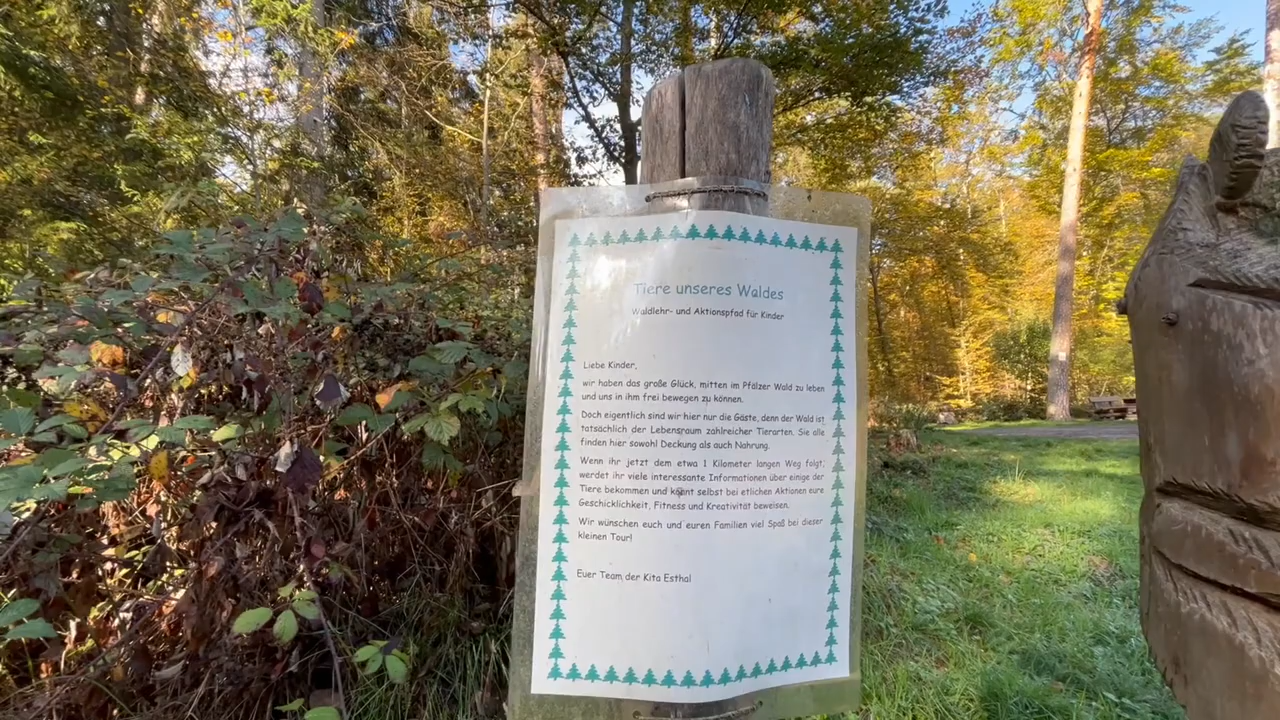 Tiere unseres Waldes
Waldlehr- und Aktionspfad für Kinder
Liebe Kinder,
wir haben das große Glück, mitten im Pfälzer Wald zu leben
und uns in ihm frei bewegen zu können.
Doch eigentlich sind wir hier nur die Gäste, denn der Wald ist
tatsächlich der Lebensraum zahlreicher Tierarten. Sie alle
finden hier sowohl Deckung als auch Nahrung.
Wenn ihr jetzt dem etwa 1 Kilometer langen Weg folgt,
werdet ihr viele interessante Informationen über einige der
Tiere bekommen und könnt selbst bei etlichen Aktionen eure
Geschicklichkeit, Fitness und Kreativität beweisen.
Wir wünschen euch und euren Familien viel Spaß bei dieser
kleinen Tour!
Euer Team der Kita Esthal